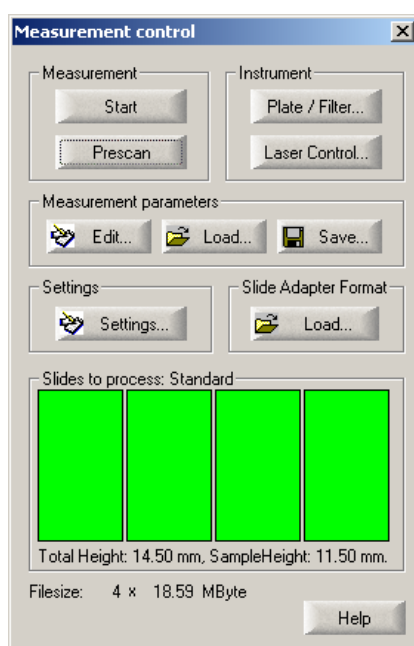 Measurement control
Measurement
Instrument
Start
Plate / Filter...
Prescan
Laser Control...
Measurement parameters
Edit...
Load...
Save...
Settings
Slide Adapter Format
Settings...
Load...
Slides to process: Standard
Total Height: 14.50 mm, SampleHeight: 11.50 mm.
Filesize: 4 x 18.59 MByte
Help